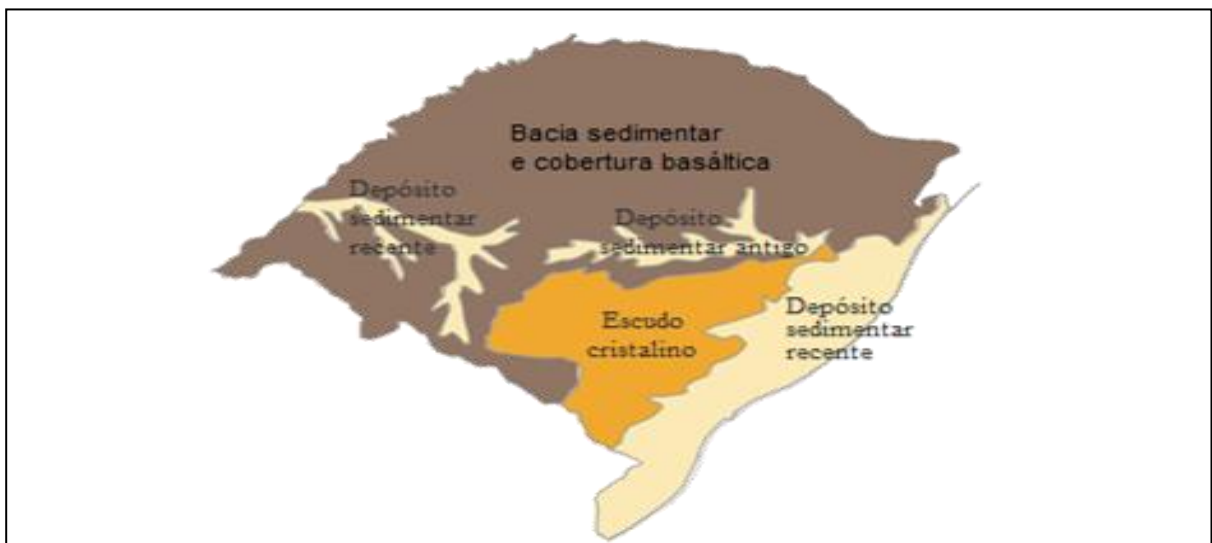 Bacia sedimentar
e cobertura basáltica
Depósito
sedimentar
recente
Depósito
sedimentar antigo
Escudo
cristalino
Depósito
sedimentar
recente